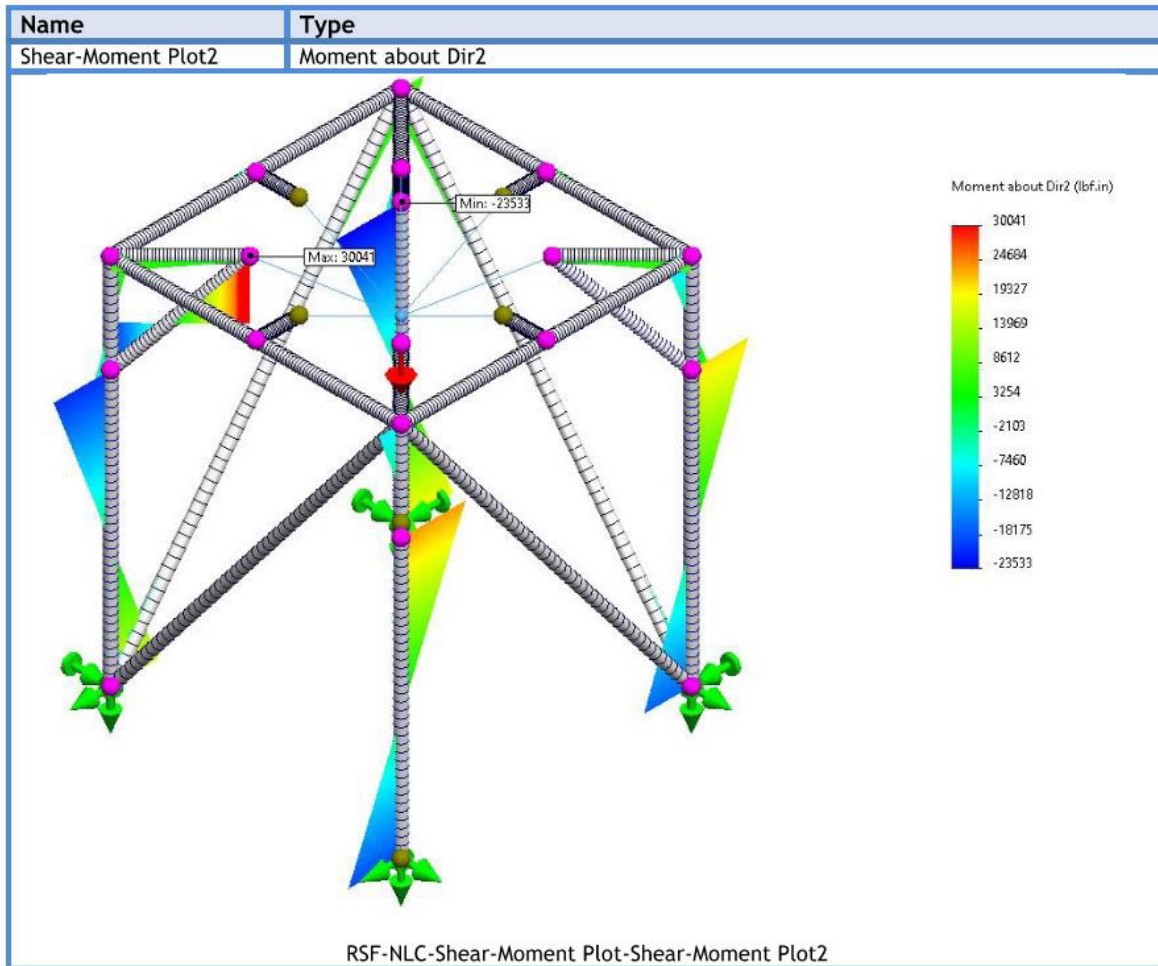 Name Type
Shear-Moment Plot2 Moment about Dir2
Min: -23533
Max: 30041
Moment about Dir2 (lbf.in)
30041
24684
19327
13969
8612
3254
-2103
-7460
-12818
-18175
-23533
RSF-NLC-Shear-Moment Plot-Shear-Moment Plot2